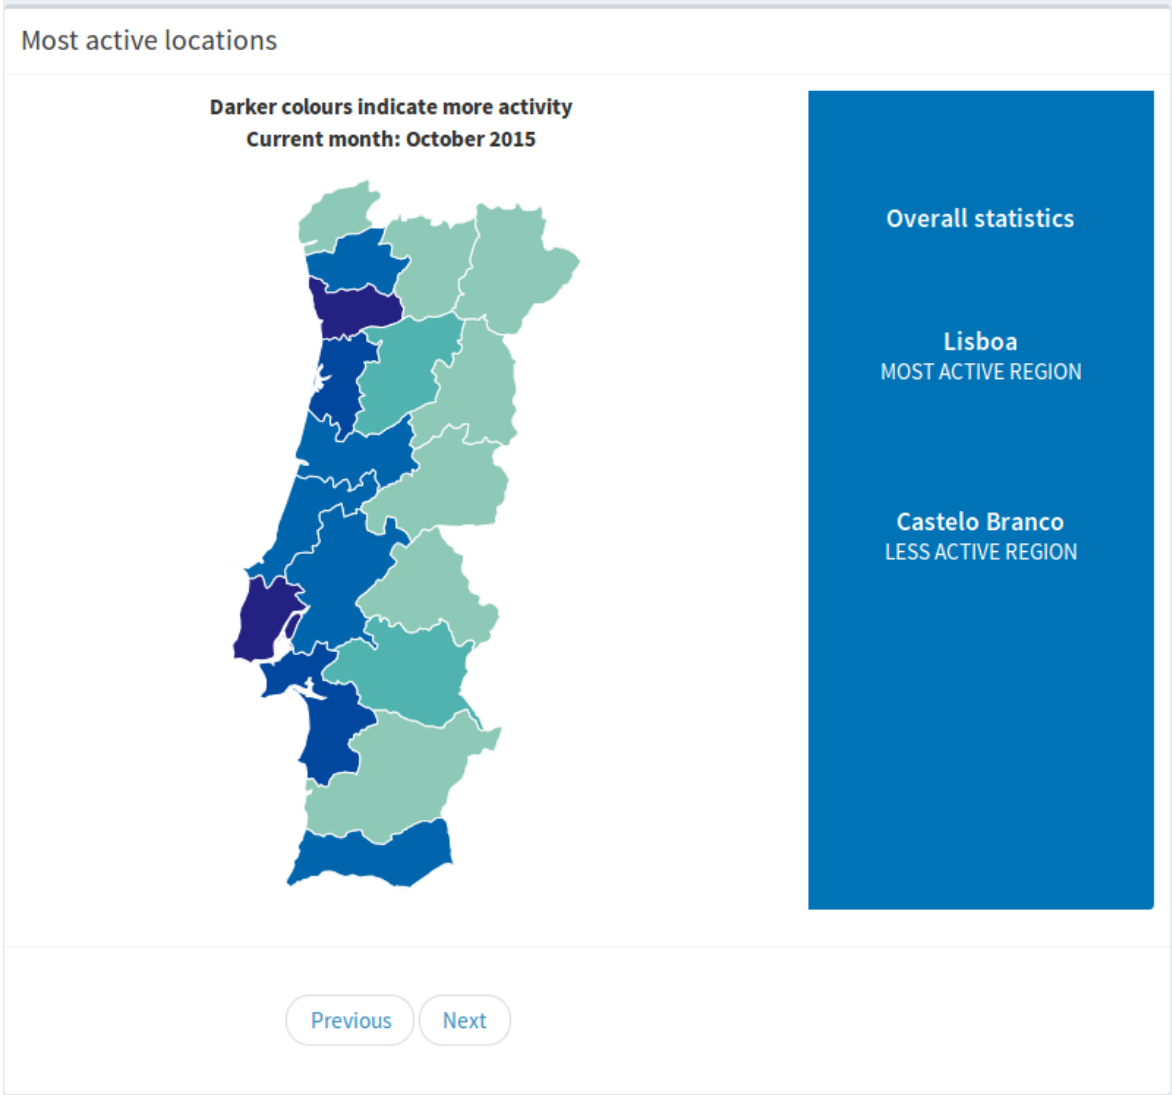 Most active locations
Darker colours indicate more activity
Current month: October 2015
Overall statistics
Lisboa
MOST ACTIVE REGION
Castelo Branco
LESS ACTIVE REGION
Previous
Next